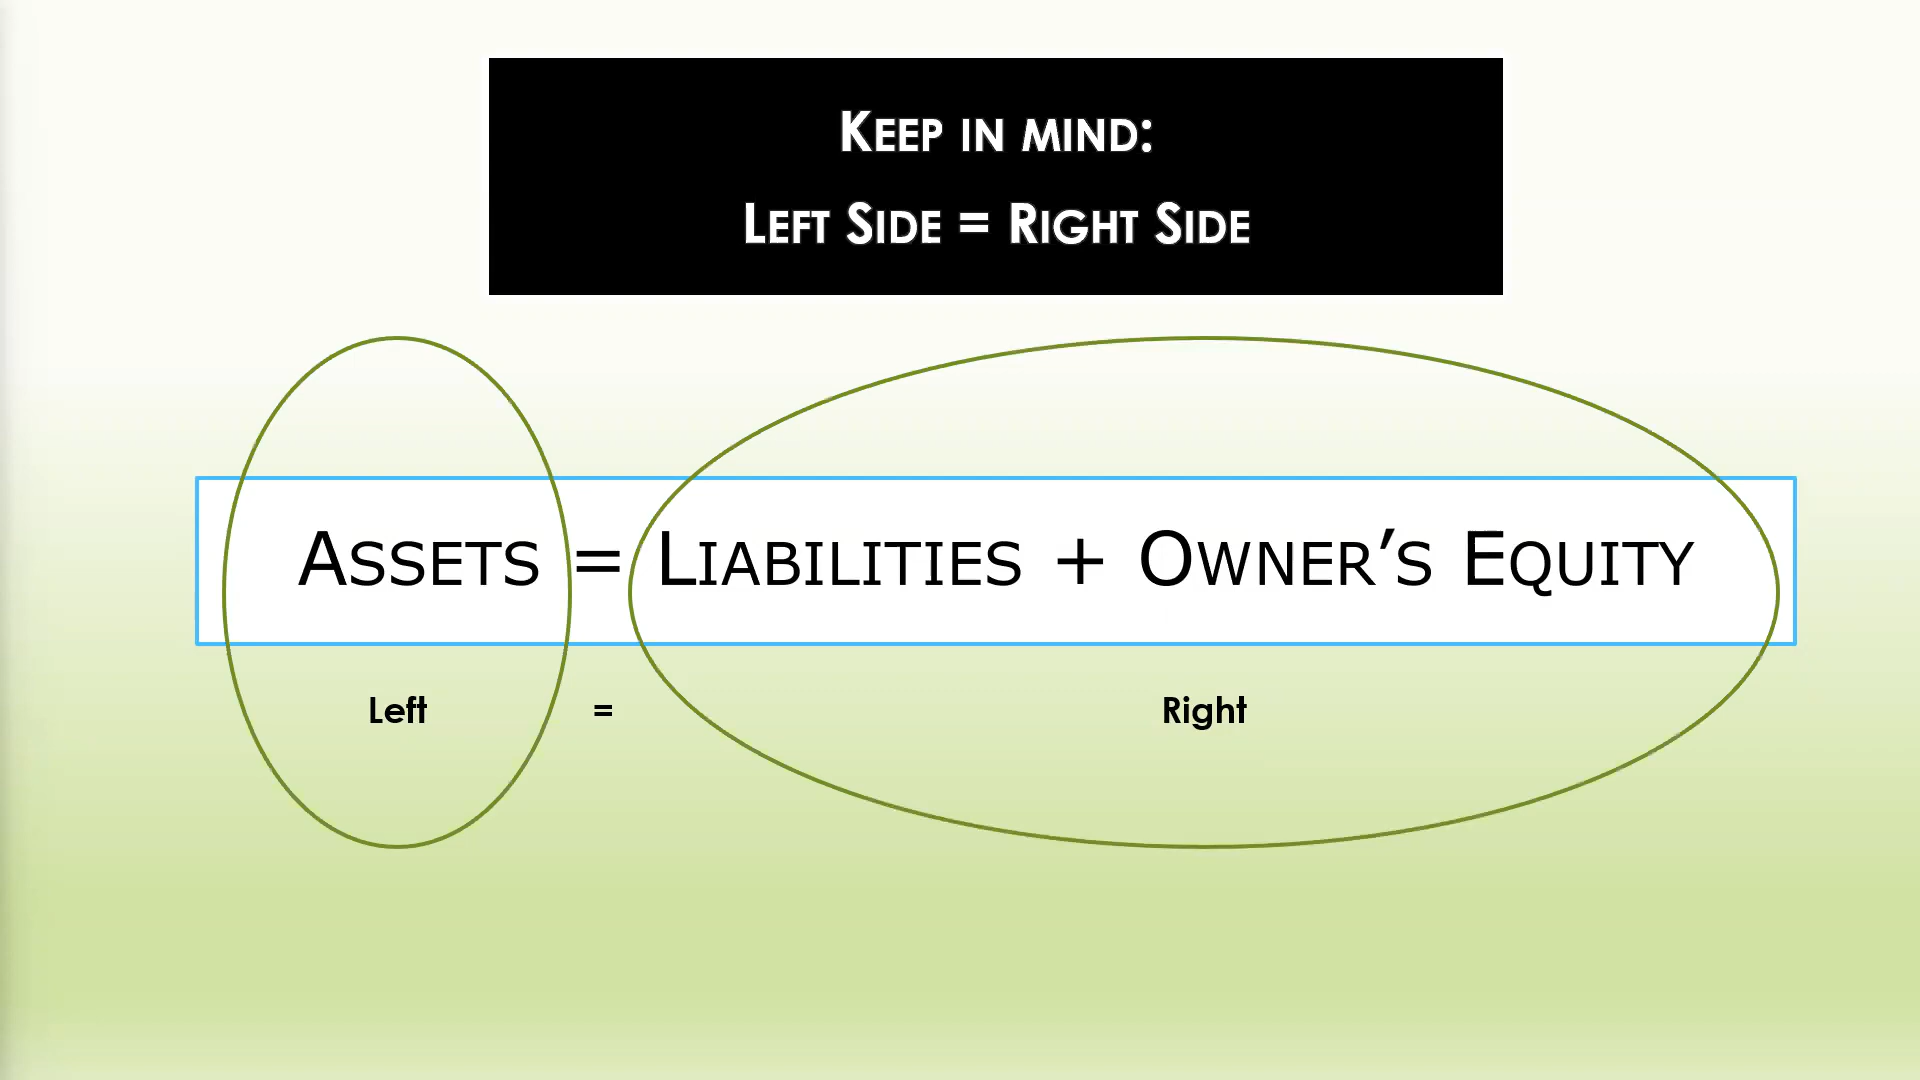 Keep in mind:
Left Side = Right Side
Assets = Liabilities + Owner’s Equity
Left = Right